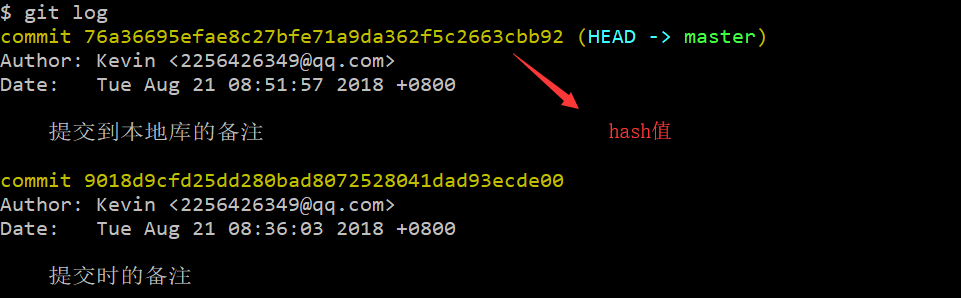 $ git log
commit 76a36695efae8c27bfe71a9da362f5c2663cbb92 (HEAD -> master)
Author: Kevin <2256426349@qq.com>
Date:   Tue Aug 21 08:51:57 2018 +0800
提交到本地库的备注
hash值
commit 9018d9cfd25dd280bad8072528041dad93ecde00
Author: Kevin <2256426349@qq.com>
Date:   Tue Aug 21 08:36:03 2018 +0800
提交时的备注